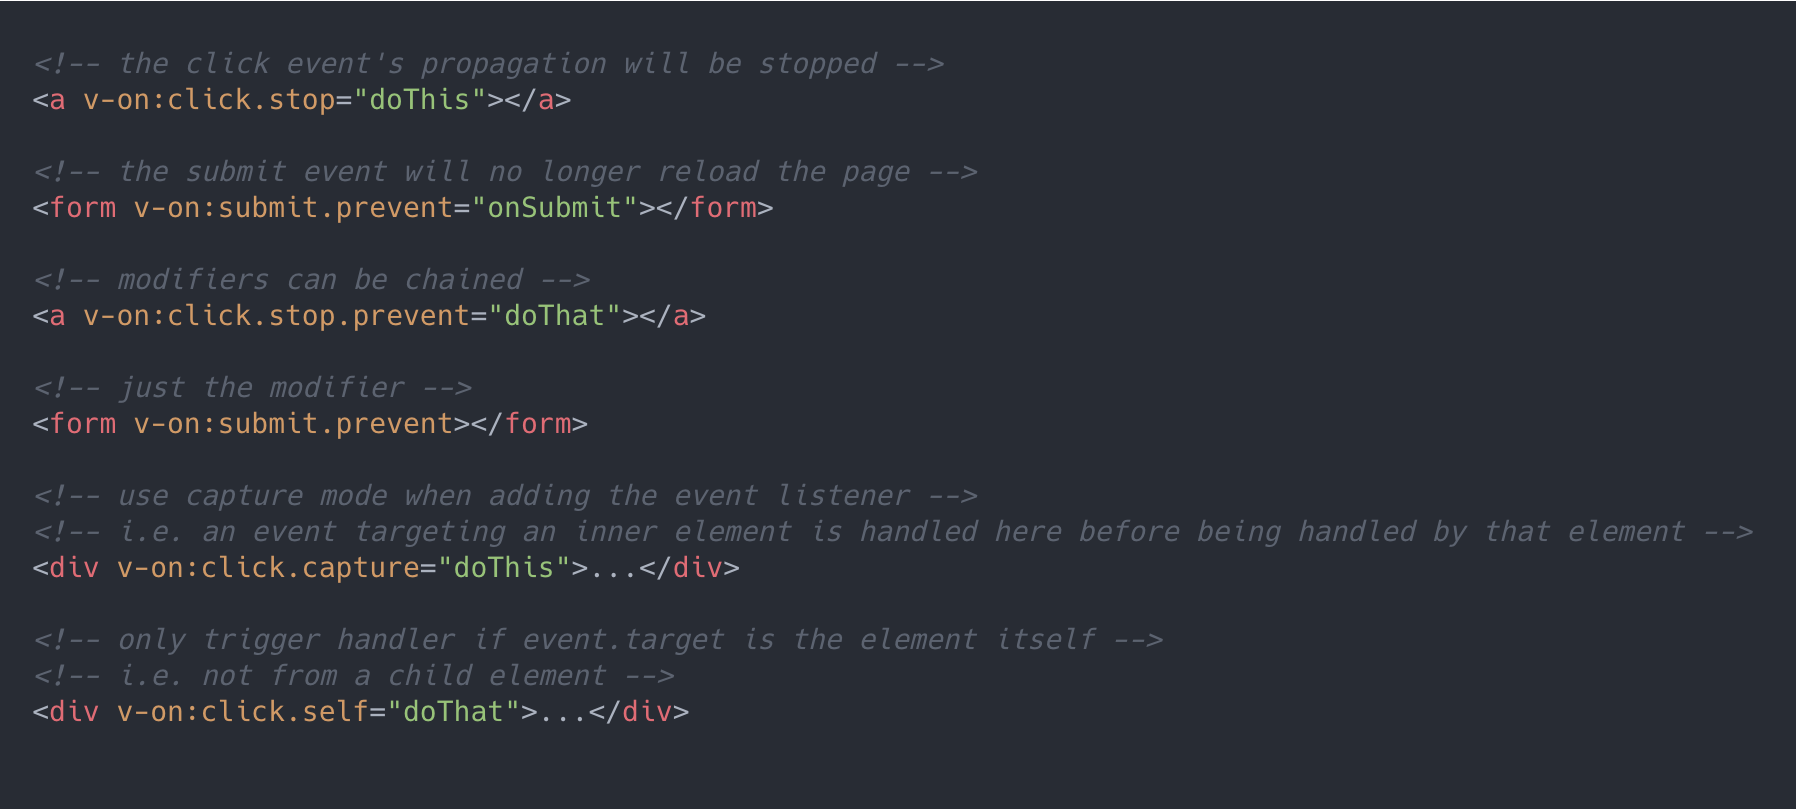 <!-- the click event's propagation will be stopped -->
<a v-on:click.stop="doThis"></a>
<!-- the submit event will no longer reload the page -->
<form v-on:submit.prevent="onSubmit"></form>
<!-- modifiers can be chained -->
<a v-on:click.stop.prevent="doThat"></a>
<!-- just the modifier -->
<form v-on:submit.prevent></form>
<!-- use capture mode when adding the event listener -->
<!-- i.e. an event targeting an inner element is handled here before being handled by that element -->
<div v-on:click.capture="doThis">...</div>
<!-- only trigger handler if event.target is the element itself -->
<!-- i.e. not from a child element -->
<div v-on:click.self="doThat">...</div>